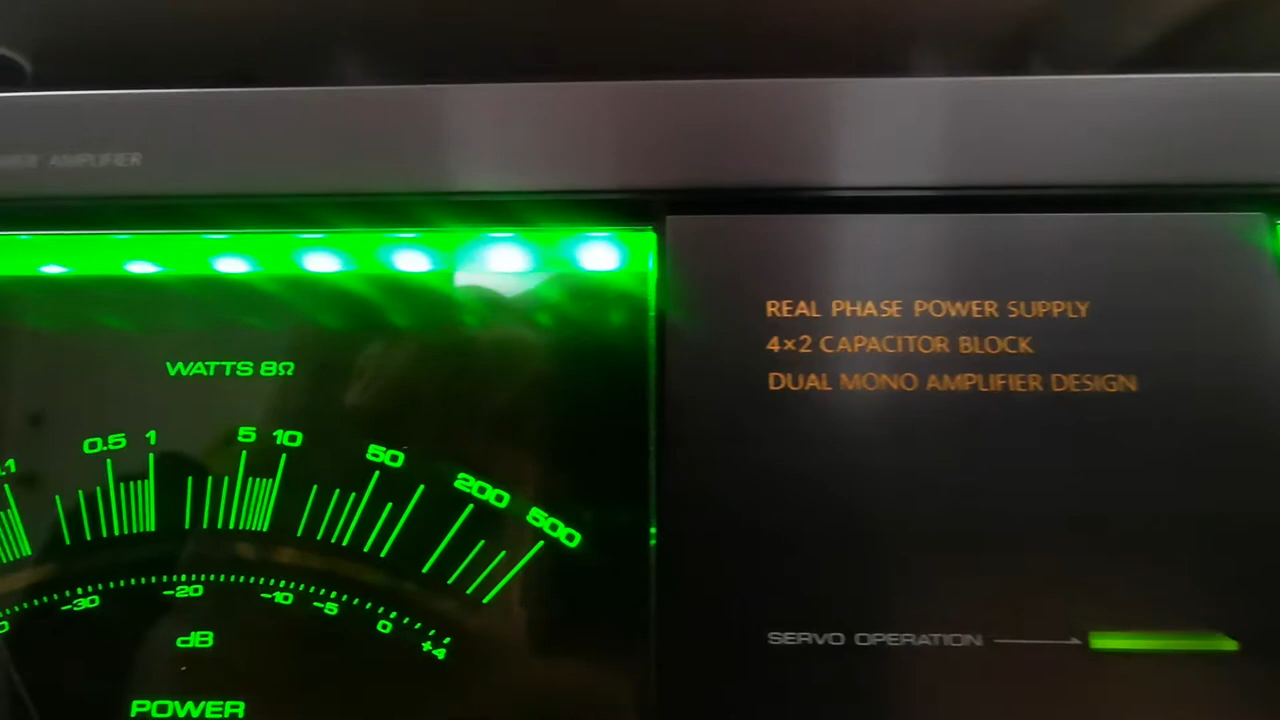 AMPLIFIER
WATTS 8Ω
.1 0.5 1 5 10 50 200 500
-30 -20 -10 -5 0 +4
dB
POWER
REAL PHASE POWER SUPPLY
4×2 CAPACITOR BLOCK
DUAL MONO AMPLIFIER DESIGN
SERVO OPERATION